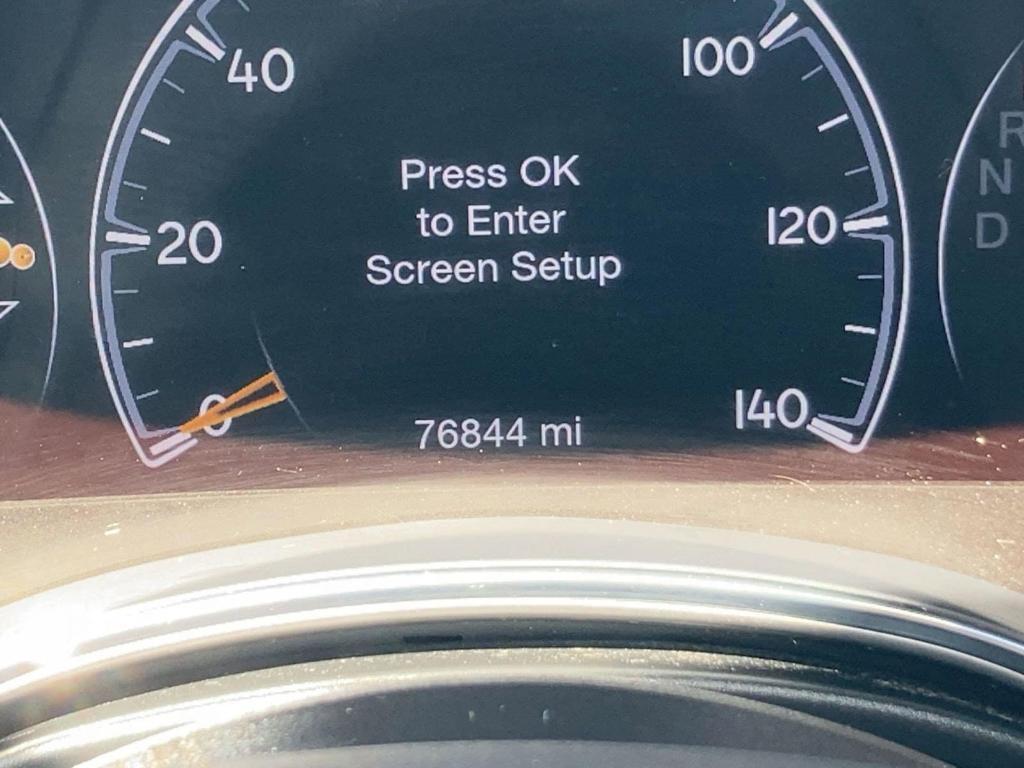 40
100
Press OK
to Enter
Screen Setup
20
120
R
N
D
0
140
76844 mi